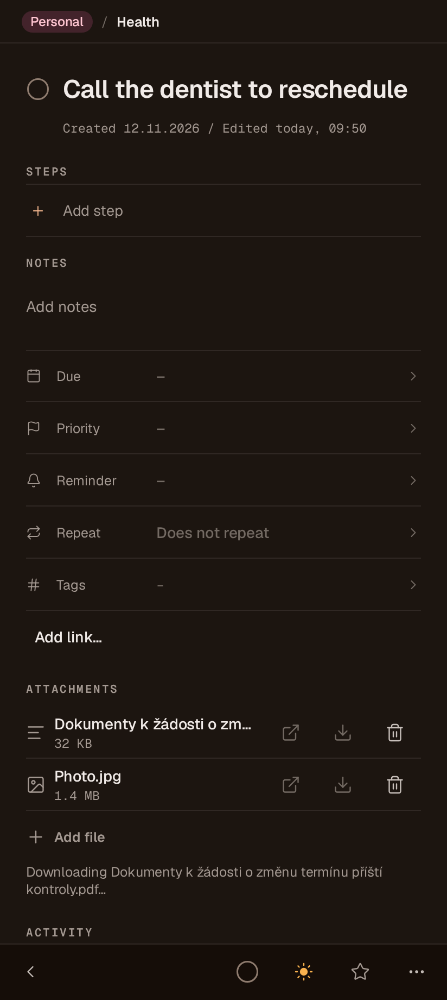 Personal / Health
Call the dentist to reschedule
Created 12.11.2026 / Edited today, 09:50
STEPS
+ Add step
NOTES
Add notes
Due –
Priority –
Reminder –
Repeat Does not repeat
# Tags –
Add link...
ATTACHMENTS
Dokumenty k žádosti o zm...
32 KB
Photo.jpg
1.4 MB
+ Add file
Downloading Dokumenty k žádosti o změnu termínu příští
kontroly.pdf...
ACTIVITY